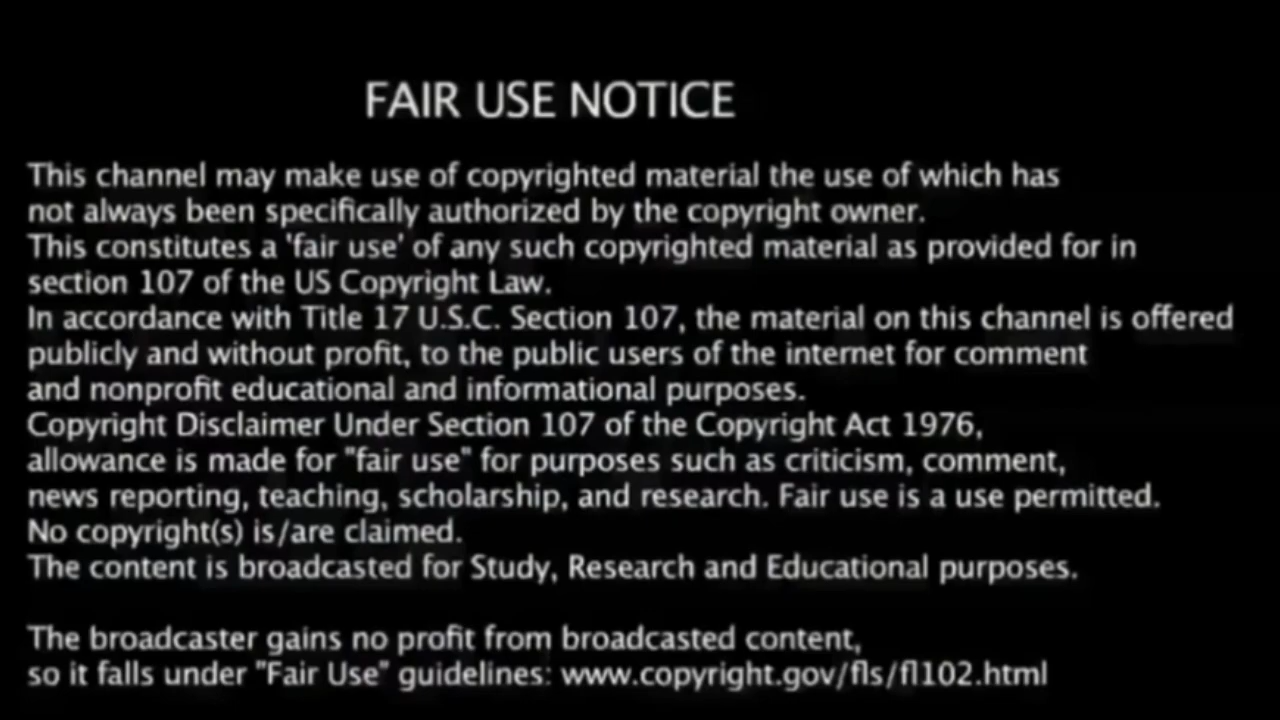 FAIR USE NOTICE
This channel may make use of copyrighted material the use of which has
not always been specifically authorized by the copyright owner.
This constitutes a 'fair use' of any such copyrighted material as provided for in
section 107 of the US Copyright Law.
In accordance with Title 17 U.S.C. Section 107, the material on this channel is offered
publicly and without profit, to the public users of the internet for comment
and nonprofit educational and informational purposes.
Copyright Disclaimer Under Section 107 of the Copyright Act 1976,
allowance is made for "fair use" for purposes such as criticism, comment,
news reporting, teaching, scholarship, and research. Fair use is a use permitted.
No copyright(s) is/are claimed.
The content is broadcasted for Study, Research and Educational purposes.
The broadcaster gains no profit from broadcasted content,
so it falls under "Fair Use" guidelines: www.copyright.gov/fls/fl102.html